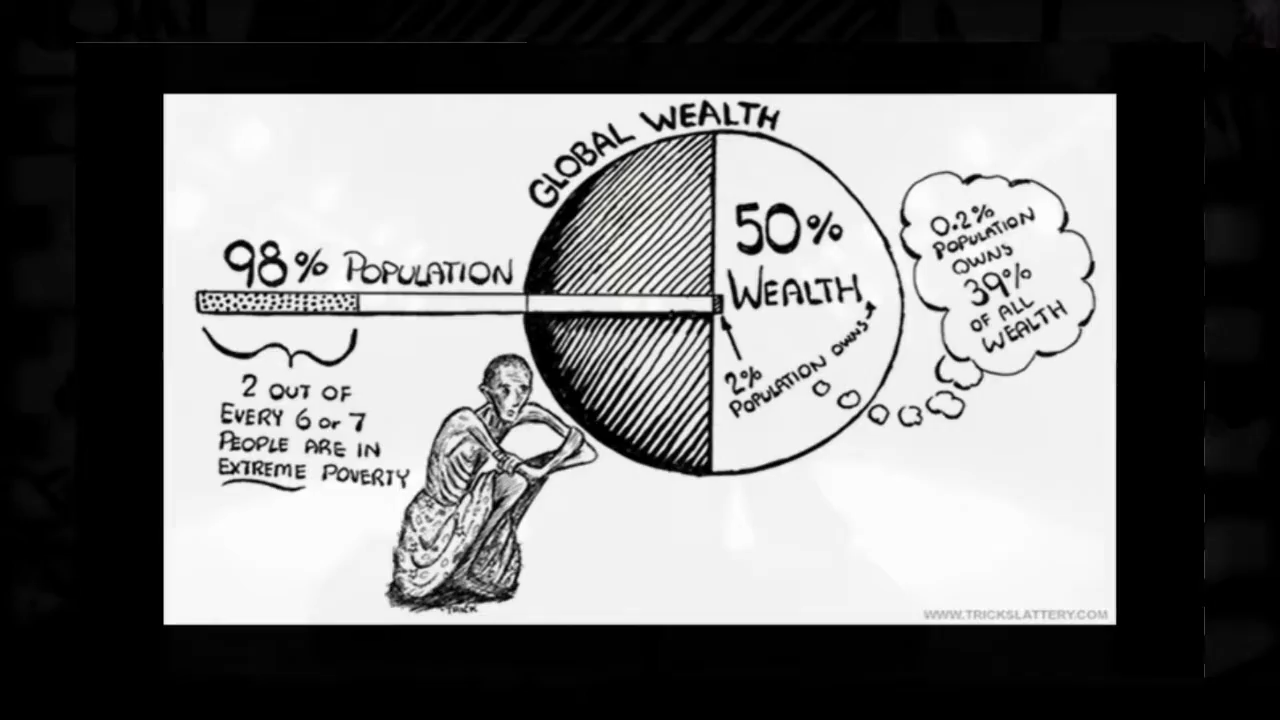 GLOBAL WEALTH
98% POPULATION
50%
WEALTH
2%
POPULATION OWNS
0.2%
POPULATION
OWNS
39%
OF ALL
WEALTH
2 OUT OF
EVERY 6 or 7
PEOPLE ARE IN
EXTREME POVERTY
TRICK
WWW.TRICKSLATTERY.COM